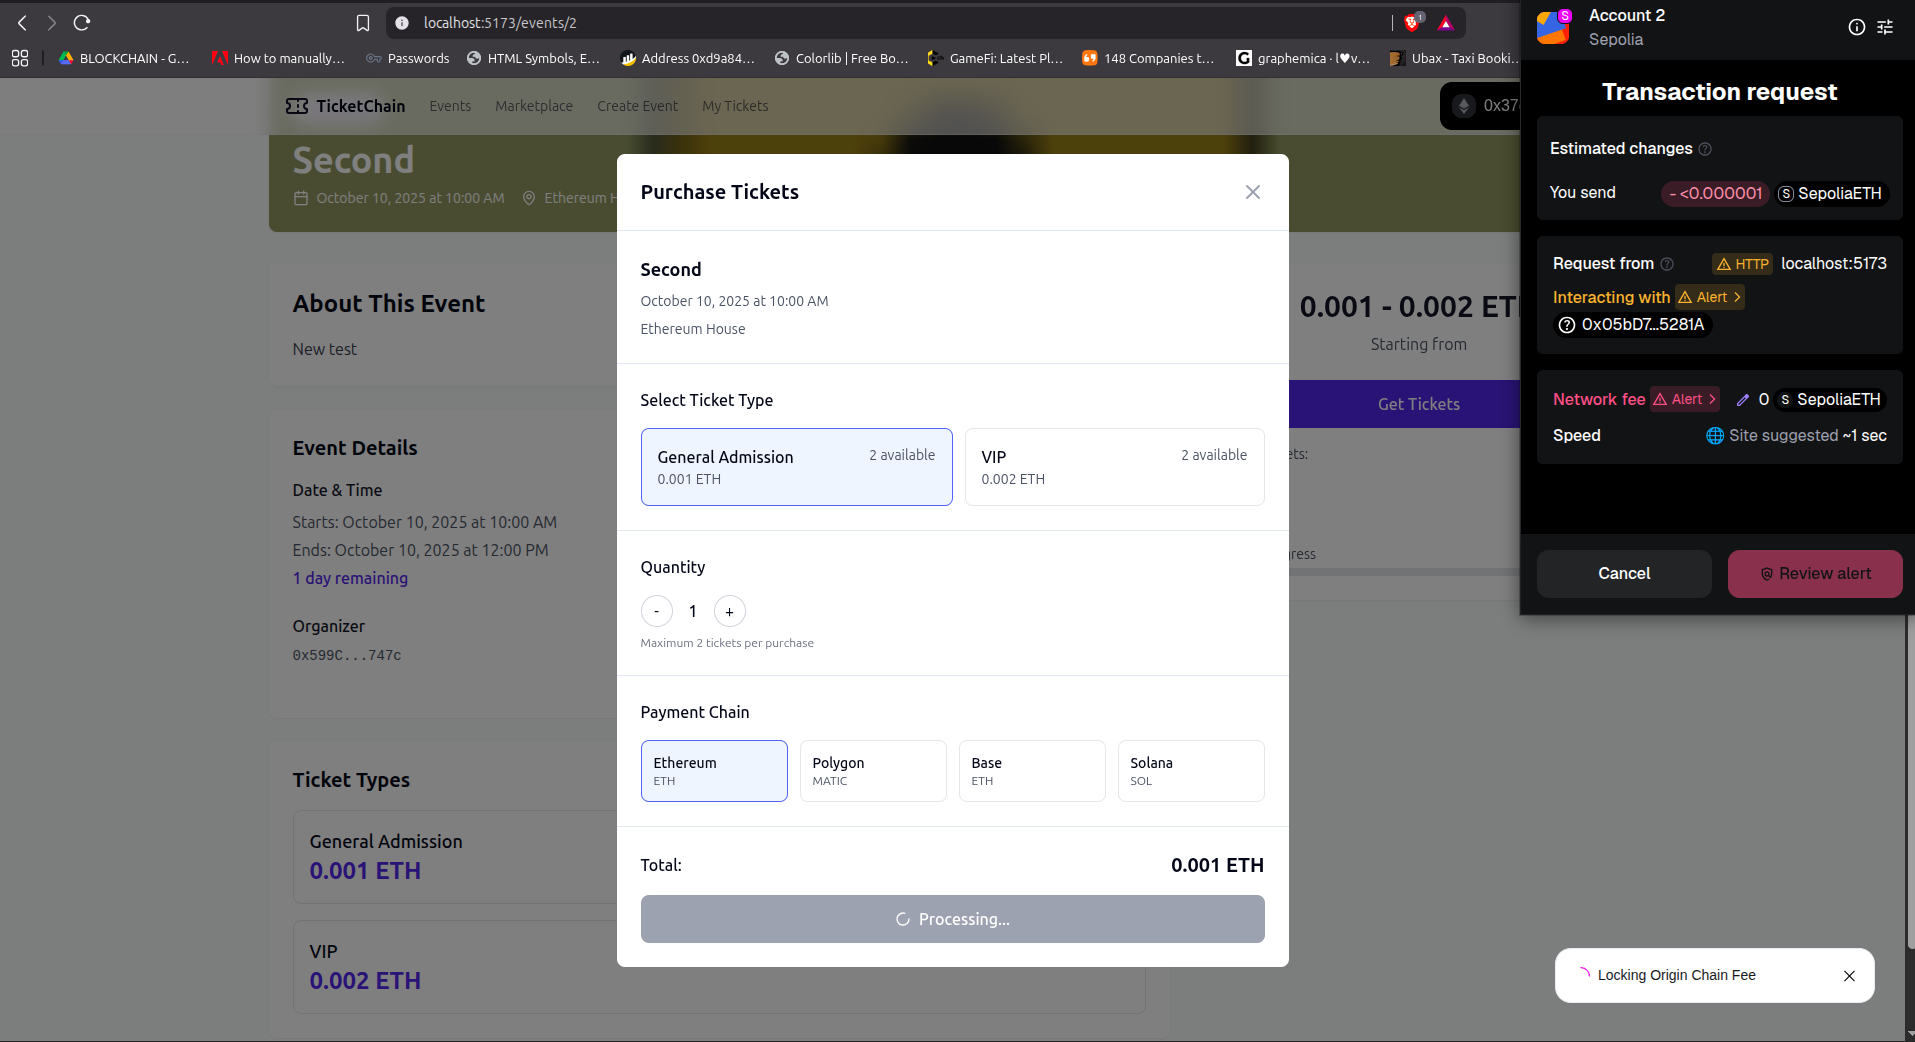 localhost:5173/events/2
1
BLOCKCHAIN - G...
How to manually...
Passwords
HTML Symbols, E...
Address 0xd9a84...
Colorlib | Free Bo...
GameFi: Latest Pl...
148 Companies t...
graphemica · I♥v...
Ubax - Taxi Booki...
TicketChain
Events
Marketplace
Create Event
My Tickets
Second
October 10, 2025 at 10:00 AM
About This Event
New test
Event Details
Date & Time
Starts: October 10, 2025 at 10:00 AM
Ends: October 10, 2025 at 12:00 PM
1 day remaining
Organizer
0x599C...747c
Ticket Types
General Admission
0.001 ETH
VIP
0.002 ETH
Purchase Tickets
Second
October 10, 2025 at 10:00 AM
Ethereum House
Select Ticket Type
General Admission 2 available
0.001 ETH
VIP 2 available
0.002 ETH
Quantity
- 1 +
Maximum 2 tickets per purchase
Payment Chain
Ethereum
ETH
Polygon
MATIC
Base
ETH
Solana
SOL
Total: 0.001 ETH
Processing...
0.001 - 0.002
Starting from
Get Tickets
Account 2
Sepolia
Transaction request
Estimated changes
You send - <0.000001 S SepoliaETH
Request from HTTP localhost:5173
Interacting with Alert >
0x05bD7...5281A
Network fee Alert > 0 S SepoliaETH
Speed Site suggested ~1 sec
Cancel
Review alert
Locking Origin Chain Fee